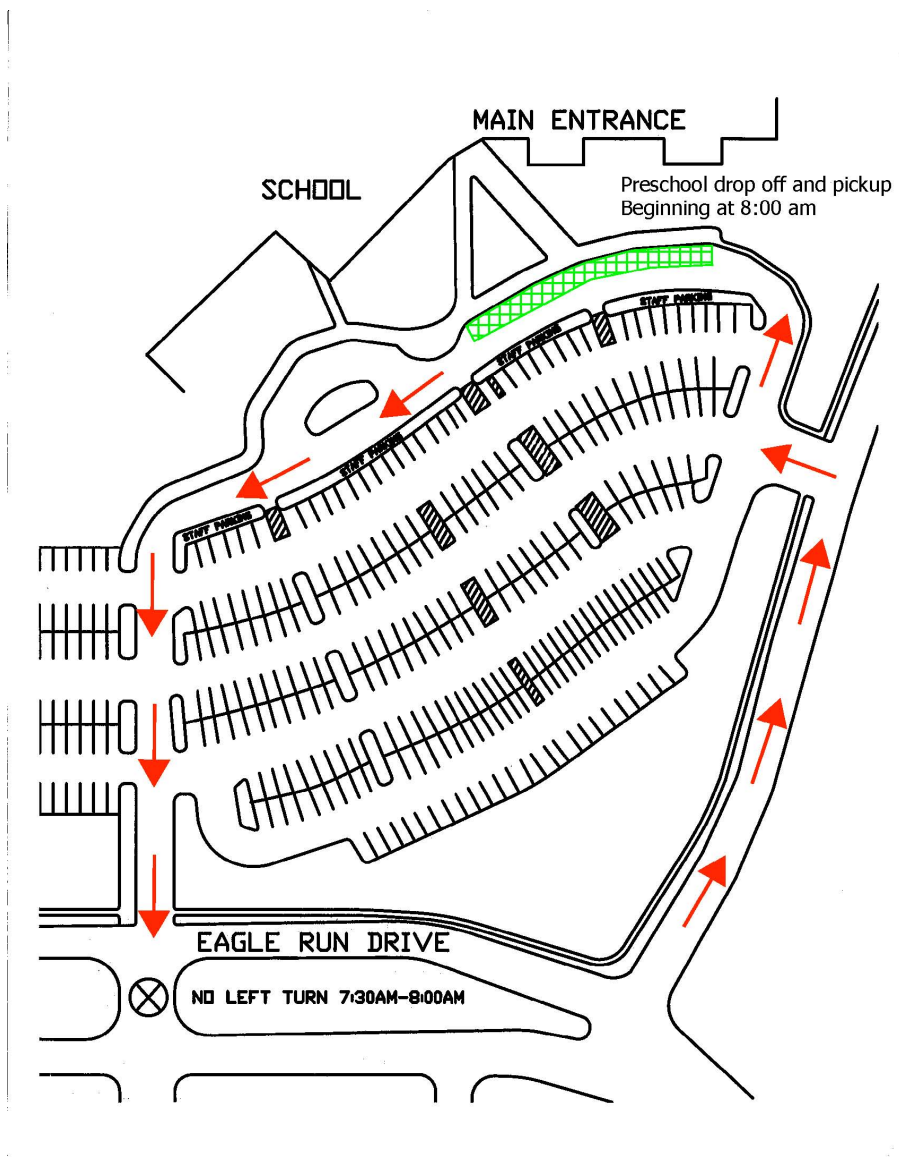 MAIN ENTRANCE
SCHOOL
Preschool drop off and pickup
Beginning at 8:00 am
STAFF PARKING
STAFF PARKING
STAFF PARKING
STAFF PARKING
EAGLE RUN DRIVE
NO LEFT TURN 7:30AM-8:00AM